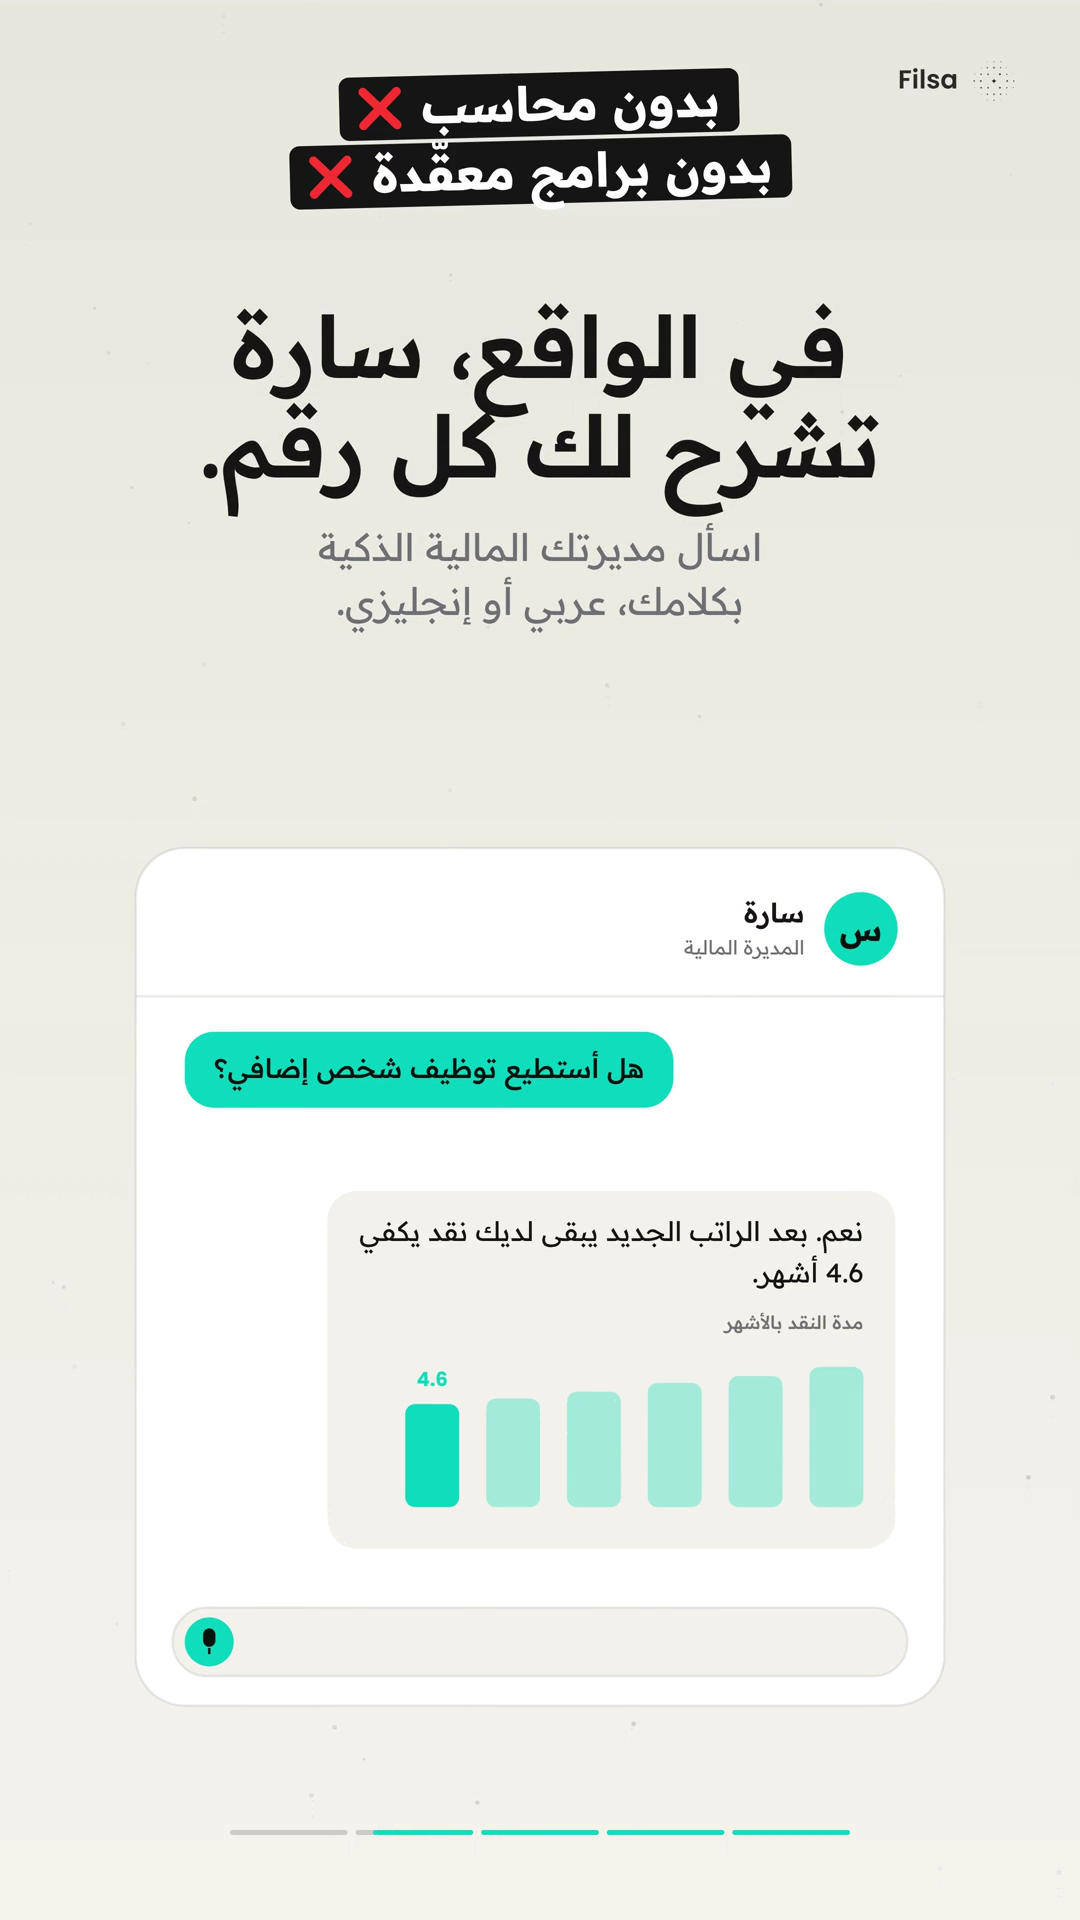 Filsa
بدون محاسب ❌
بدون برامج معقّدة ❌
في الواقع، سارة
تشرح لك كل رقم.
اسأل مديرتك المالية الذكية
بكلامك، عربي أو إنجليزي.
س
سارة
المديرة المالية
هل أستطيع توظيف شخص إضافي؟
نعم. بعد الراتب الجديد يبقى لديك نقد يكفي
4.6 أشهر.
مدة النقد بالأشهر
4.6